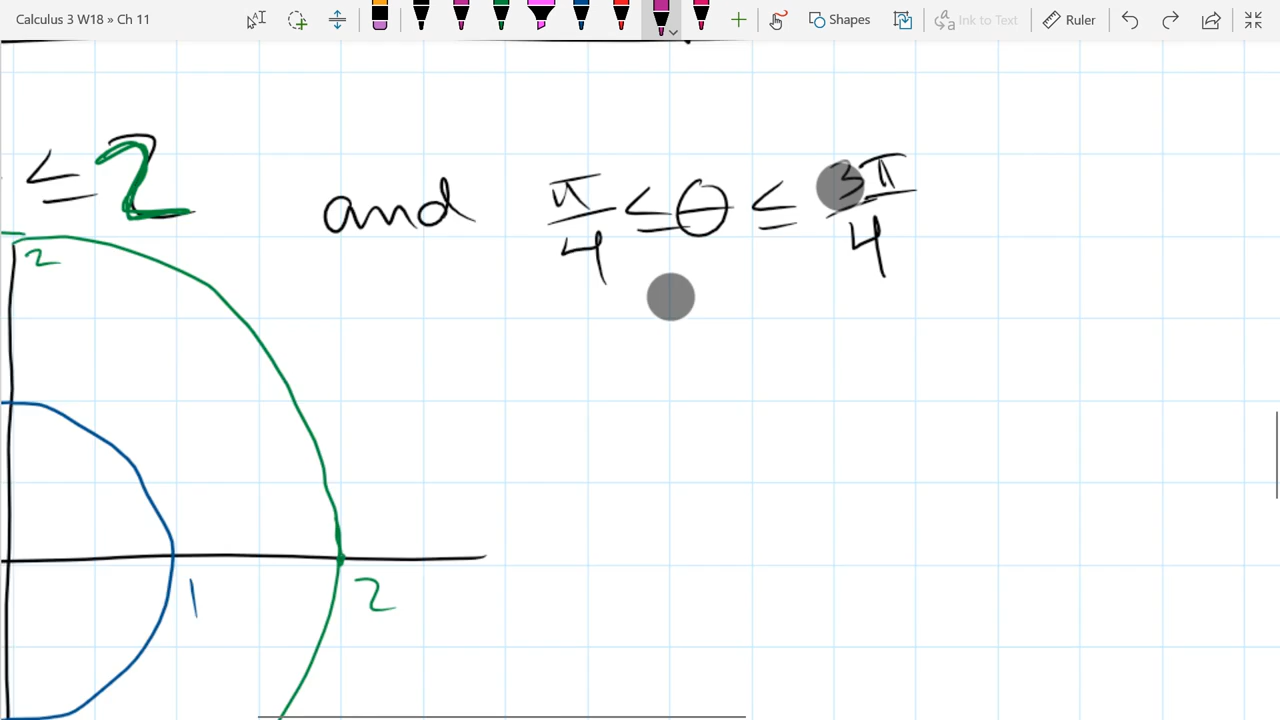 Calculus 3 W18 » Ch 11
Ink to Text
Shapes
Ruler
≤ 2 and π/4 ≤ θ ≤ 3π/4
2
1
2